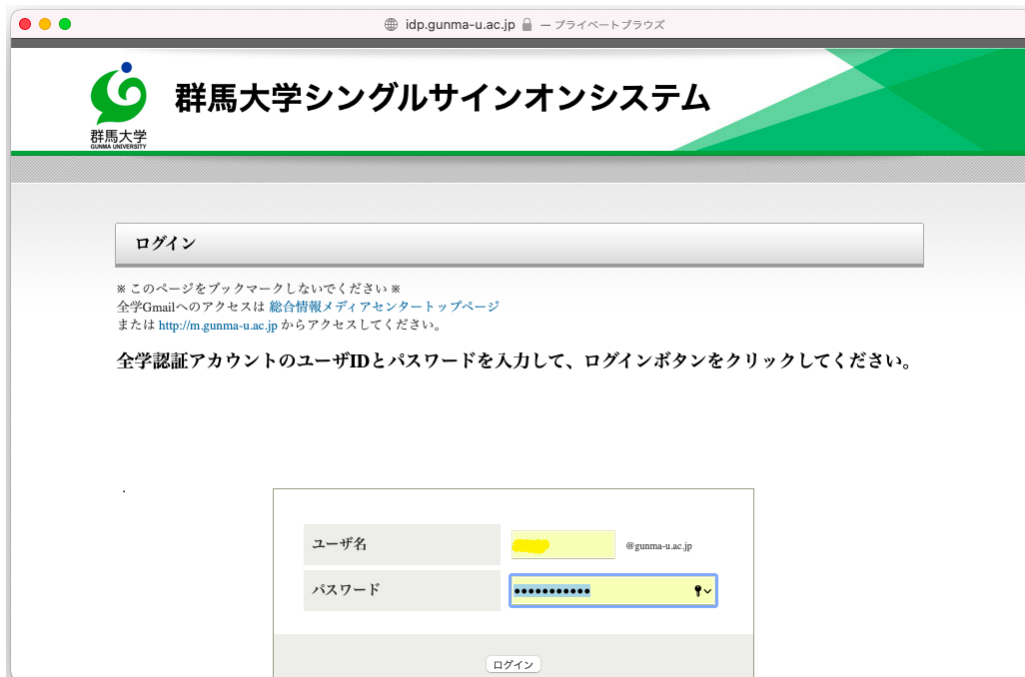 idp.gunma-u.ac.jp — プライベートブラウズ
群馬大学シングルサインオンシステム
群馬大学
GUNMA UNIVERSITY
ログイン
※ このページをブックマークしないでください ※
全学Gmailへのアクセスは 総合情報メディアセンタートップページ
または http://m.gunma-u.ac.jp からアクセスしてください。
全学認証アカウントのユーザIDとパスワードを入力して、ログインボタンをクリックしてください。
.
ユーザ名 @gunma-u.ac.jp
パスワード •••••••••••
ログイン